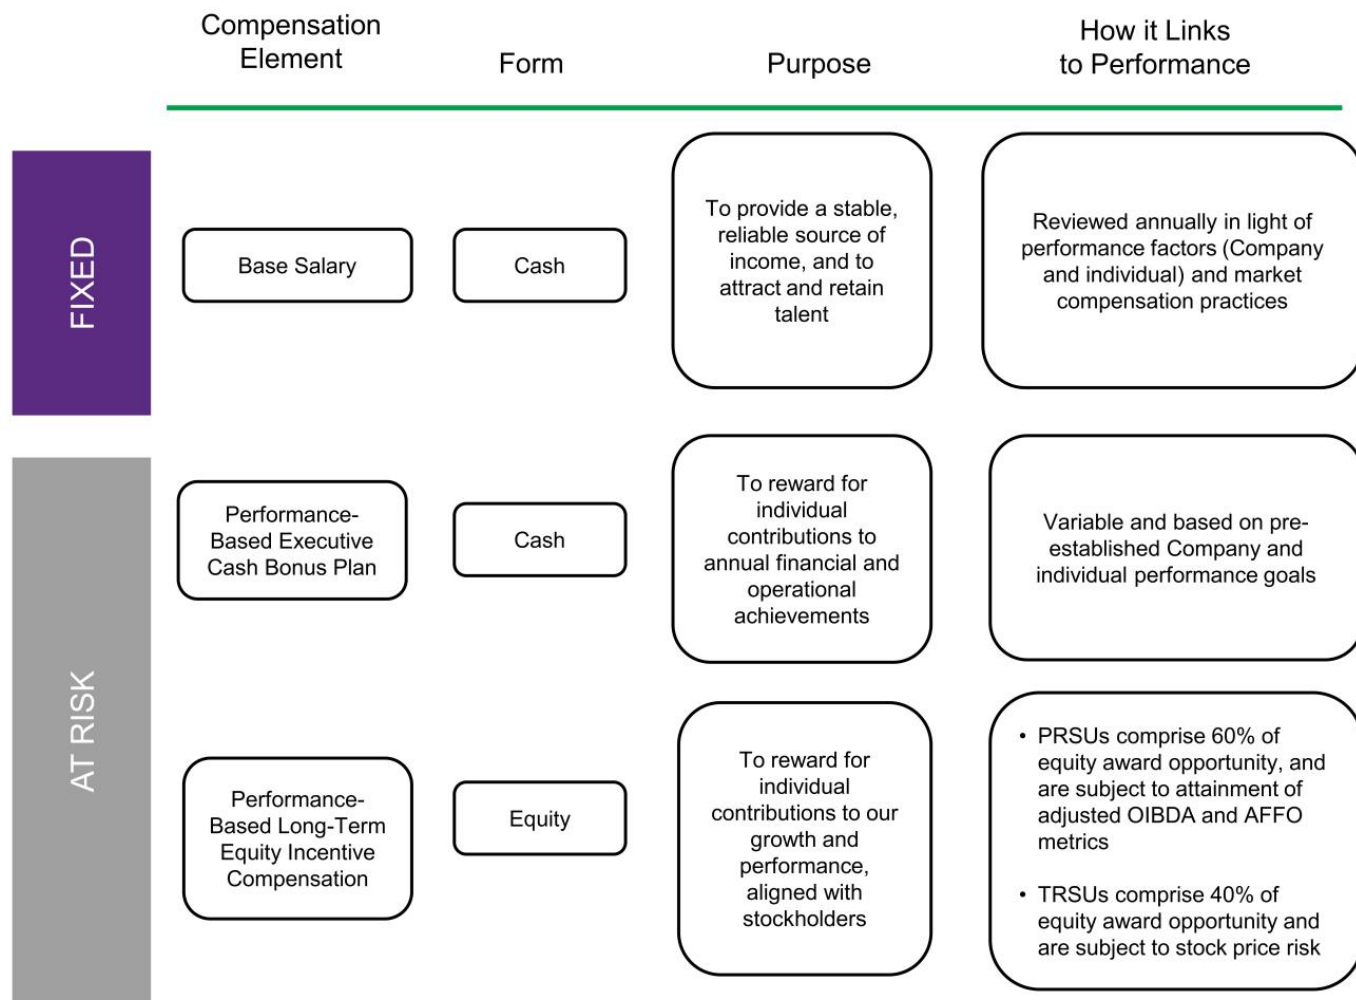 Compensation
Element
Form
Purpose
How it Links
to Performance
FIXED
Base Salary
Cash
To provide a stable,
reliable source of
income, and to
attract and retain
talent
Reviewed annually in light of
performance factors (Company
and individual) and market
compensation practices
AT RISK
Performance-
Based Executive
Cash Bonus Plan
Cash
To reward for
individual
contributions to
annual financial and
operational
achievements
Variable and based on pre-
established Company and
individual performance goals
Performance-
Based Long-Term
Equity Incentive
Compensation
Equity
To reward for
individual
contributions to our
growth and
performance,
aligned with
stockholders
• PRSUs comprise 60% of
equity award opportunity, and
are subject to attainment of
adjusted OIBDA and AFFO
metrics
• TRSUs comprise 40% of
equity award opportunity and
are subject to stock price risk